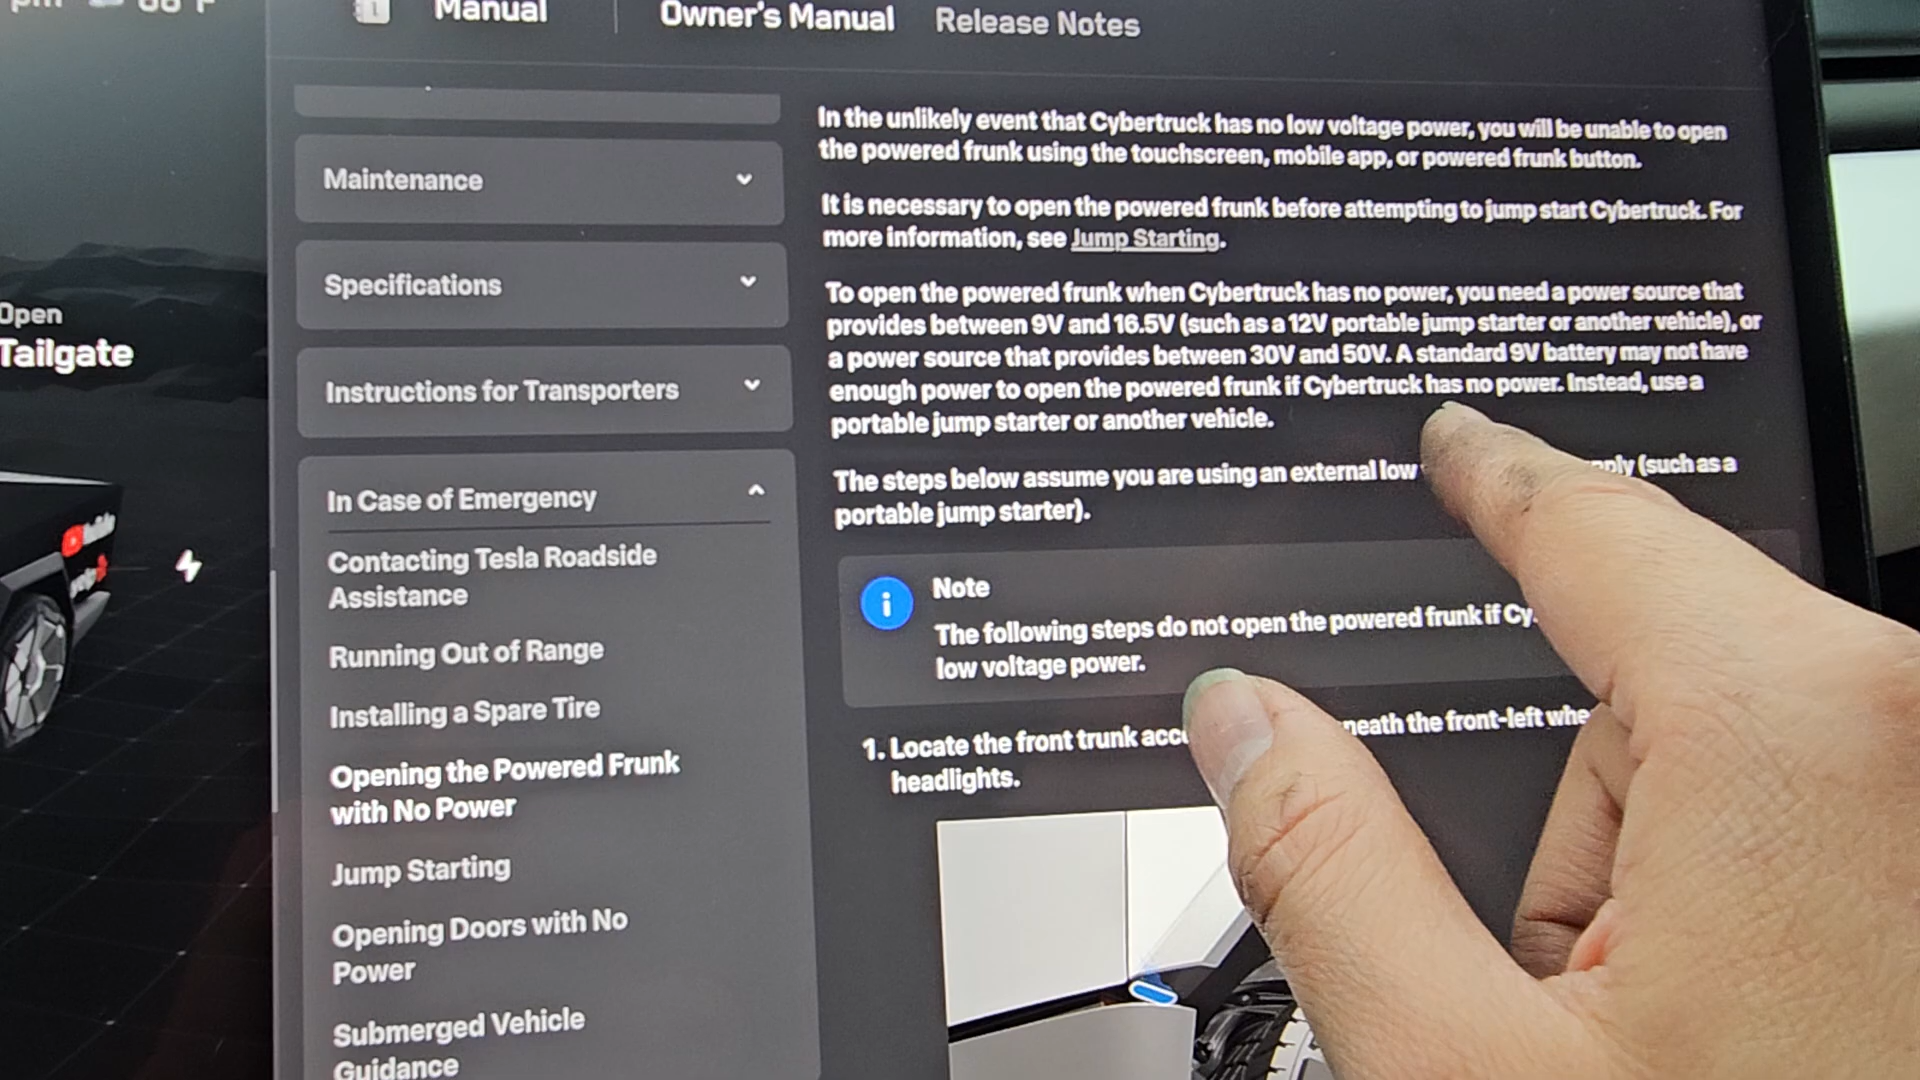 Manual
Owner's Manual
Release Notes
Open
Tailgate
Maintenance
Specifications
Instructions for Transporters
In Case of Emergency
Contacting Tesla Roadside
Assistance
Running Out of Range
Installing a Spare Tire
Opening the Powered Frunk
with No Power
Jump Starting
Opening Doors with No
Power
Submerged Vehicle
Guidance
In the unlikely event that Cybertruck has no low voltage power, you will be unable to open
the powered frunk using the touchscreen, mobile app, or powered frunk button.
It is necessary to open the powered frunk before attempting to jump start Cybertruck. For
more information, see Jump Starting.
To open the powered frunk when Cybertruck has no power, you need a power source that
provides between 9V and 16.5V (such as a 12V portable jump starter or another vehicle), or
a power source that provides between 30V and 50V. A standard 9V battery may not have
enough power to open the powered frunk if Cybertruck has no power. Instead, use a
portable jump starter or another vehicle.
The steps below assume you are using an external low (such as a
portable jump starter).
Note
The following steps do not open the powered frunk if
low voltage power.
1. Locate the front trunk the front-left
headlights.